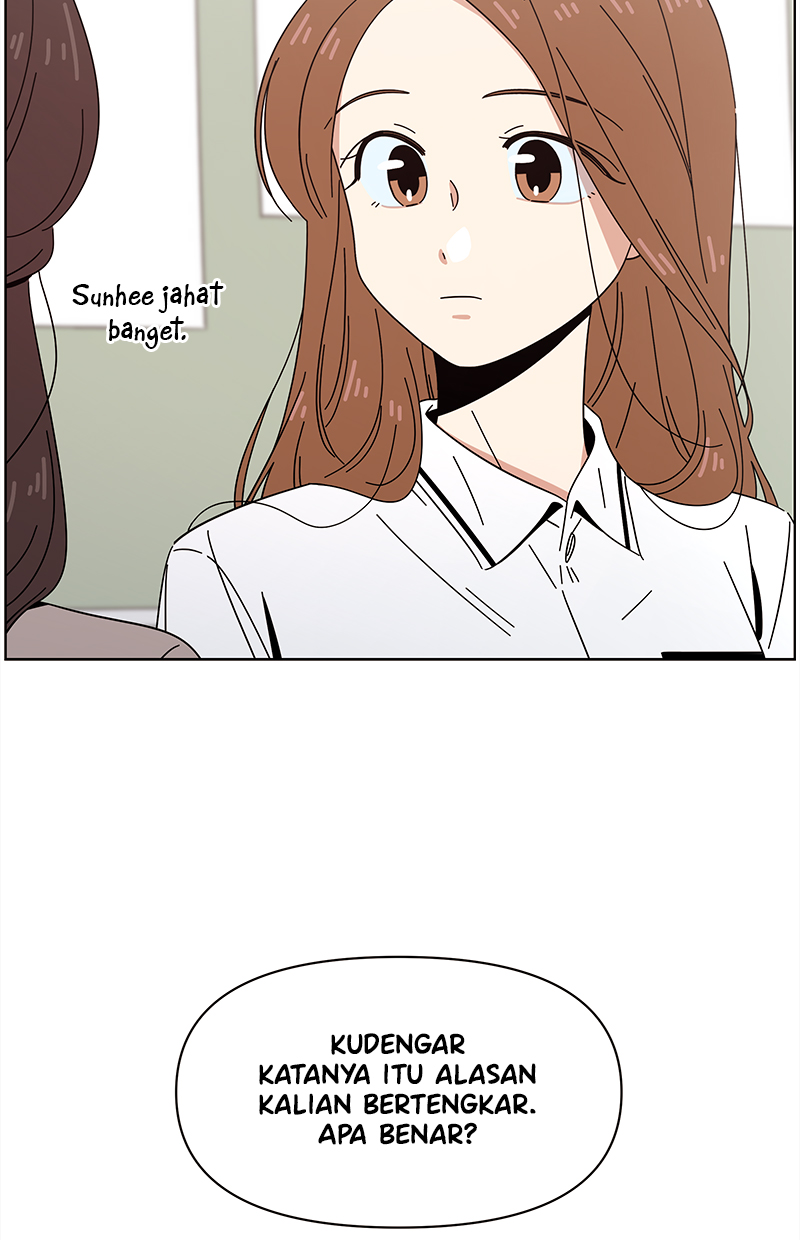 Sunhee jahat
banget.
KUDENGAR
KATANYA ITU ALASAN
KALIAN BERTENGKAR.
APA BENAR?